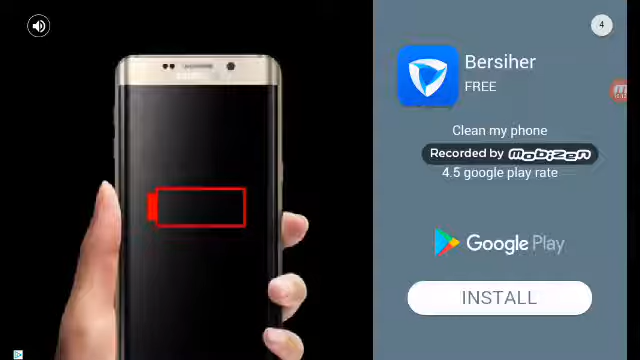 4
Bersiher
FREE
Clean my phone
Recorded by MOBIZEN
4.5 google play rate
Google Play
INSTALL